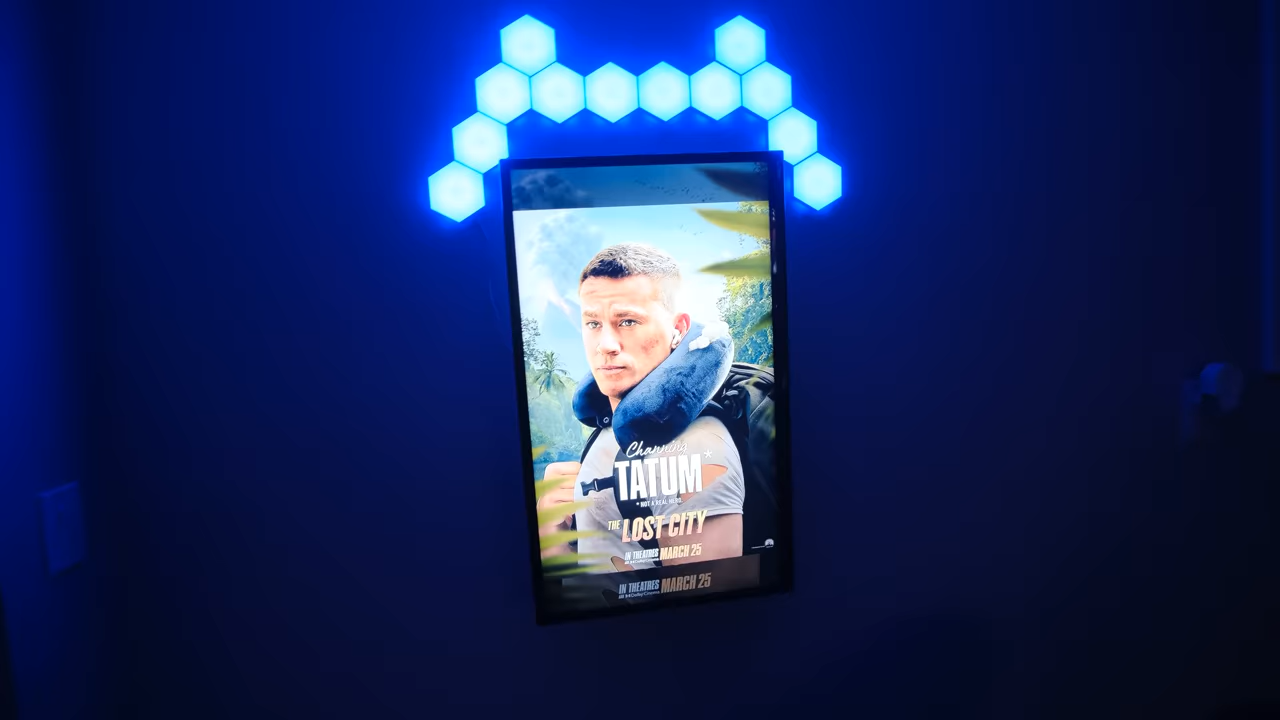 Channing
TATUM*
* NOT A REAL HERO.
THE LOST CITY
IN THEATRES MARCH 25
IN THEATRES MARCH 25